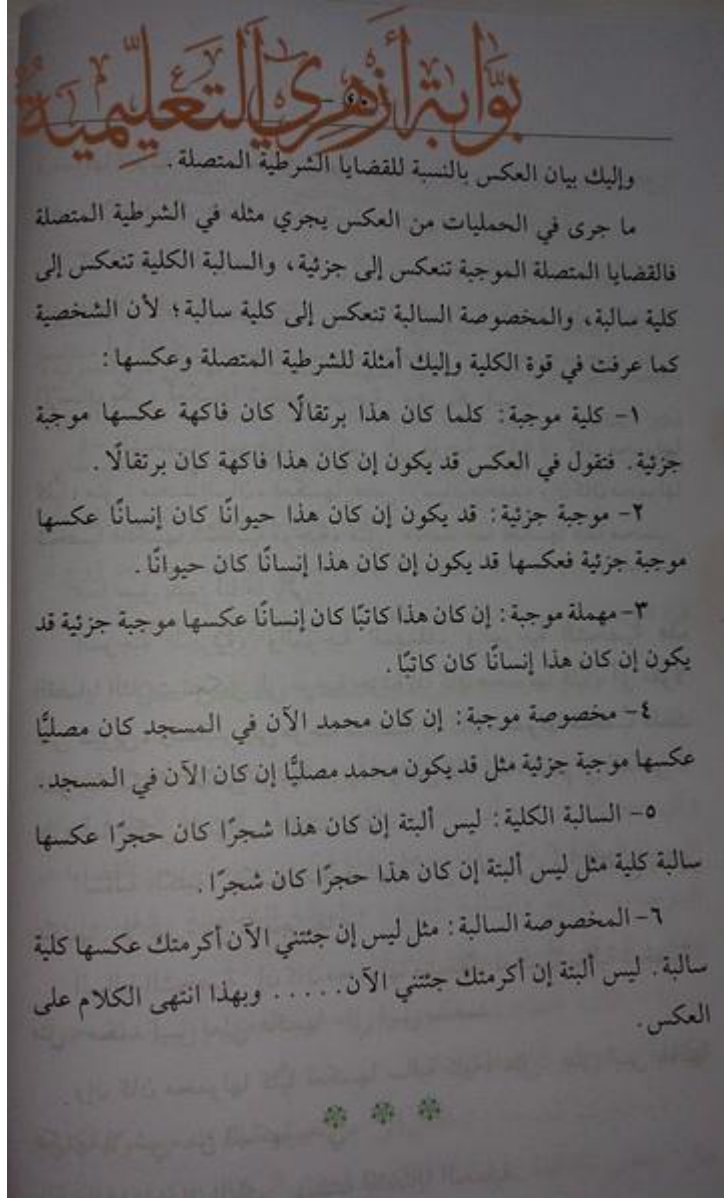 بوابة أزهري التعليمية
وإليك بيان العكس بالنسبة للقضايا الشرطية المتصلة .
ما جرى في الحمليات من العكس يجري مثله في الشرطية المتصلة
فالقضايا المتصلة الموجبة تنعكس إلى جزئية، والسالبة الكلية تنعكس إلى
كلية سالبة، والمخصوصة السالبة تنعكس إلى كلية سالبة؛ لأن الشخصية
كما عرفت في قوة الكلية وإليك أمثلة للشرطية المتصلة وعكسها:
١- كلية موجبة: كلما كان هذا برتقالًا كان فاكهة عكسها موجبة
جزئية. فتقول في العكس قد يكون إن كان هذا فاكهة كان برتقالًا .
٢- موجبة جزئية: قد يكون إن كان هذا حيوانًا كان إنسانًا عكسها
موجبة جزئية فعكسها قد يكون إن كان هذا إنسانًا كان حيوانًا .
٣- مهملة موجبة: إن كان هذا كاتبًا كان إنسانًا عكسها موجبة جزئية قد
يكون إن كان هذا إنسانًا كان كاتبًا .
٤- مخصوصة موجبة: إن كان محمد الآن في المسجد كان مصليًّا
عكسها موجبة جزئية مثل قد يكون محمد مصليًّا إن كان الآن في المسجد.
٥- السالبة الكلية: ليس ألبتة إن كان هذا شجرًا كان حجرًا عكسها
سالبة كلية مثل ليس ألبتة إن كان هذا حجرًا كان شجرًا .
٦- المخصوصة السالبة: مثل ليس إن جئتني الآن أكرمتك عكسها كلية
سالبة. ليس ألبتة إن أكرمتك جئتني الآن..... وبهذا انتهى الكلام على
العكس.